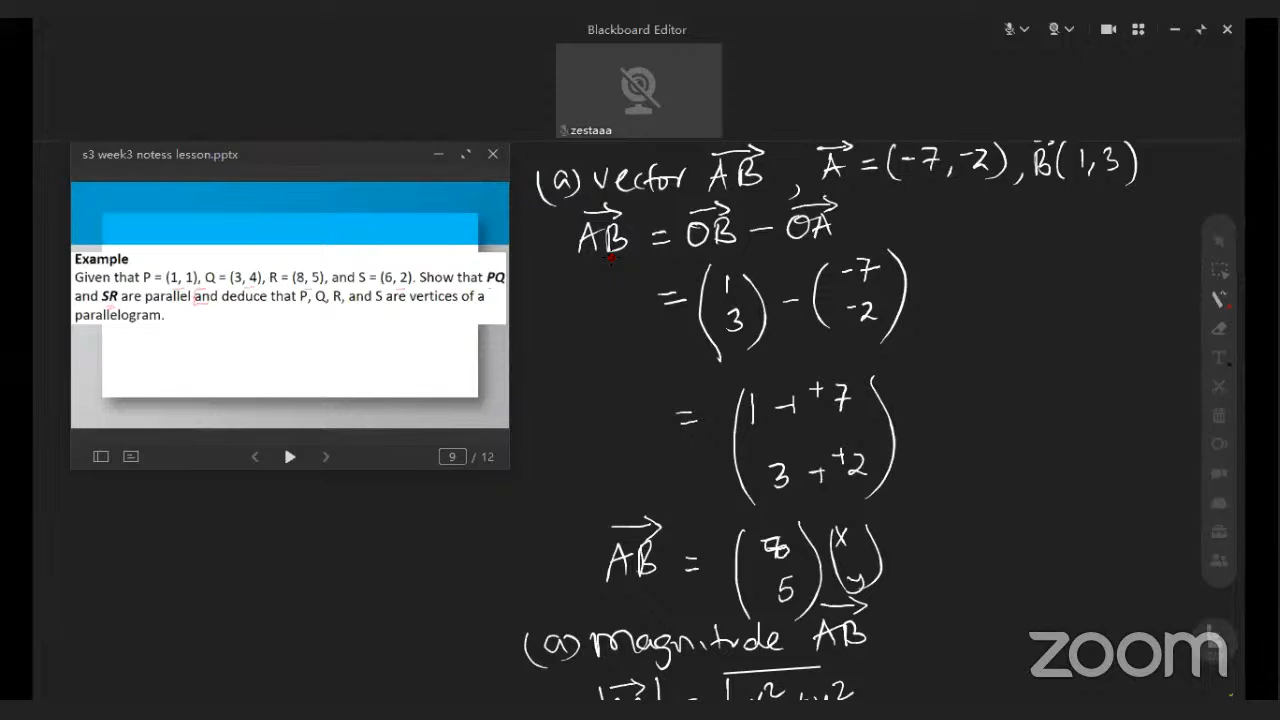 Blackboard Editor
zestaaa
s3 week3 notess lesson.pptx
Example
Given that P = (1, 1), Q = (3, 4), R = (8, 5), and S = (6, 2). Show that PQ
and SR are parallel and deduce that P, Q, R, and S are vertices of a
parallelogram.
9 / 12
(a) vector AB, A = (-7, -2), B(1, 3)
AB = OB - OA
= (1 3) - (-7 -2)
= (1 + +7
3 + +2)
AB = (8 5)(x y)
(a) magnitude AB
zoom